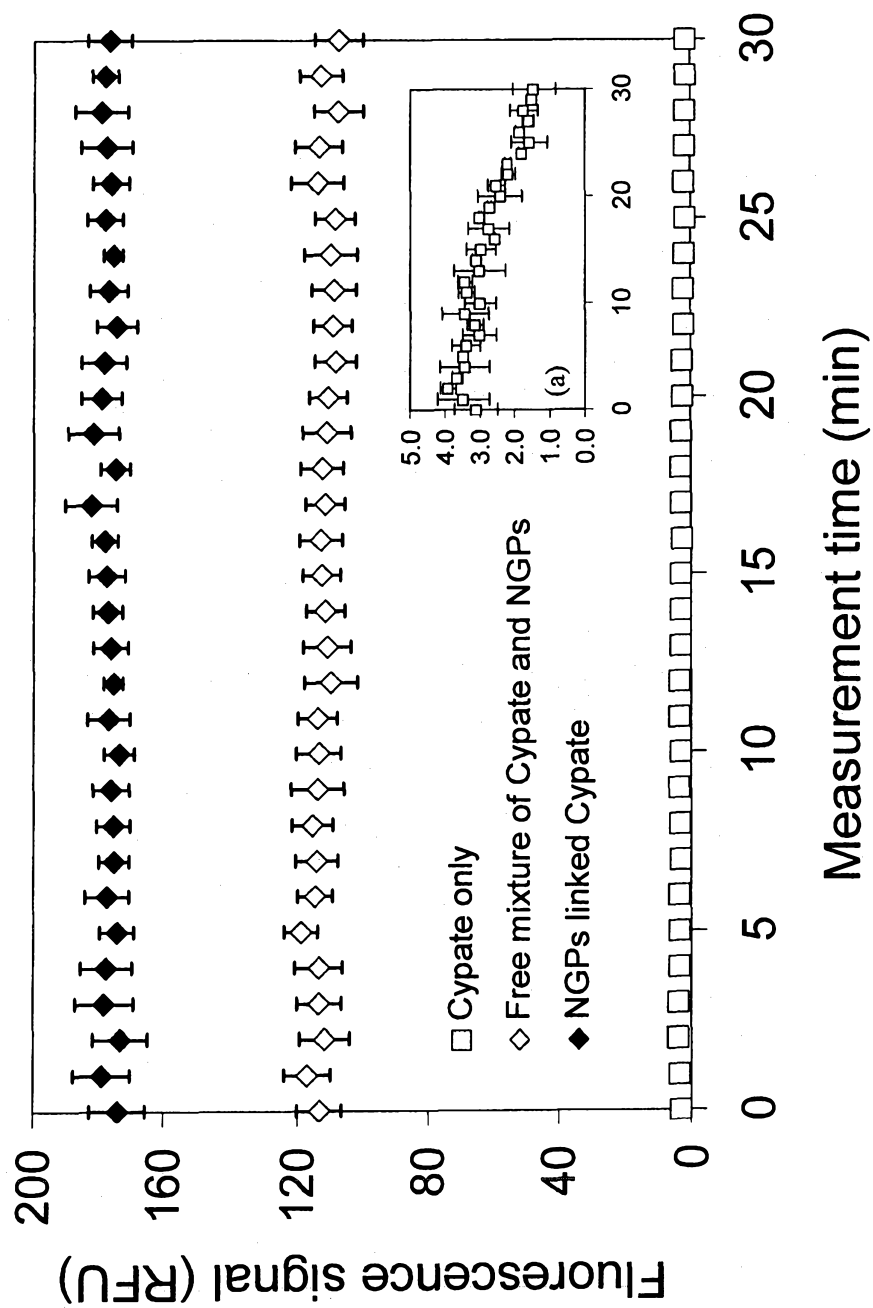 Fluorescence signal (RFU)
200
160
120
80
40
0
□ Cypate only
◇ Free mixture of Cypate and NGPs
◆ NGPs linked Cypate
5.0
4.0
3.0
2.0
1.0
0.0
(a)
0 10 20 30
0 5 10 15 20 25 30
Measurement time (min)